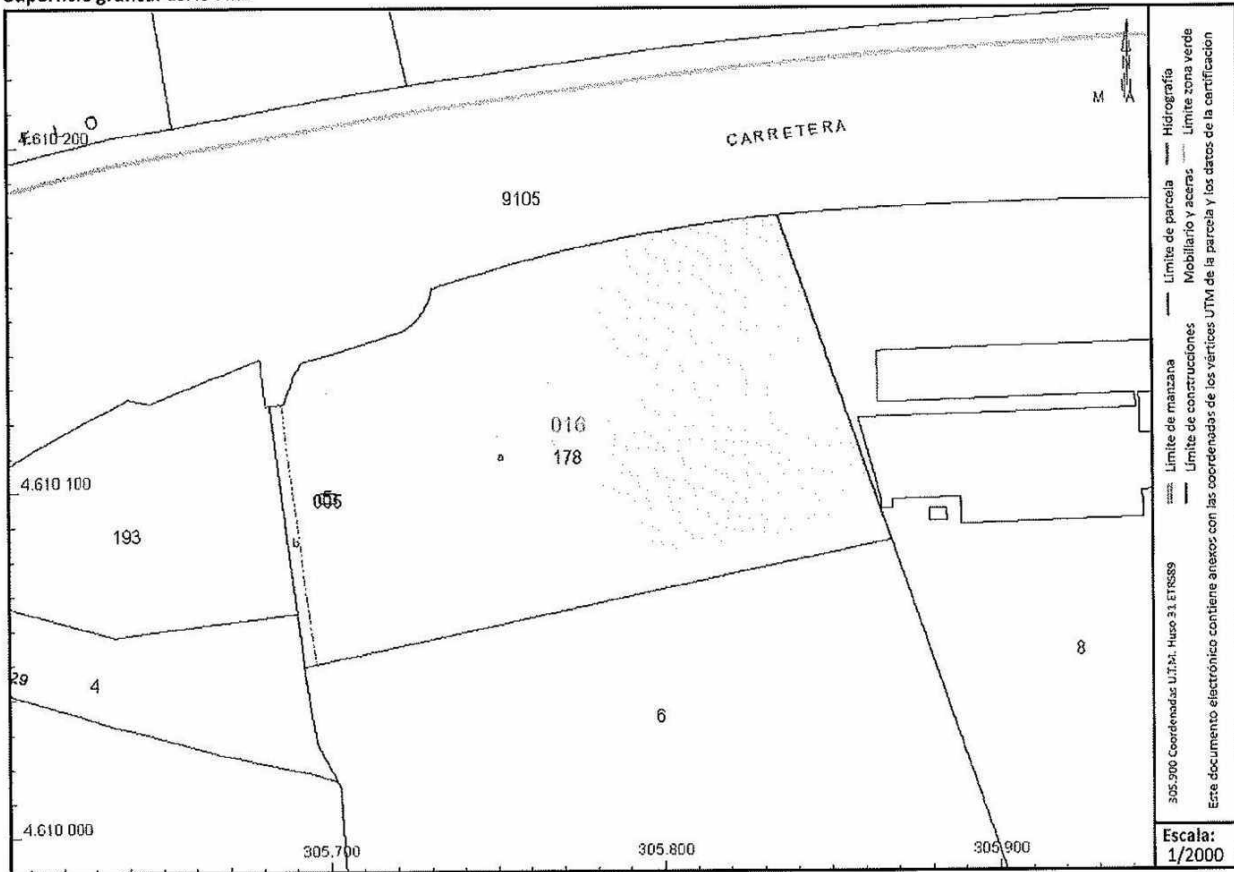 4.610 200
CARRETERA
M A
9105
016
a 178
4.610 100
005
193
b
8
29
4
6
4.610 000
305.700
305.800
305.900
305.900 Coordenadas U.T.M. Huso 31 ETRS89
Límite de manzana
Límite de parcela
Hidrografía
Límite de construcciones
Mobiliario y aceras
Límite zona verde
Este documento electrónico contiene anexos con las coordenadas de los vértices UTM de la parcela y los datos de la certificación
Escala:
1/2000